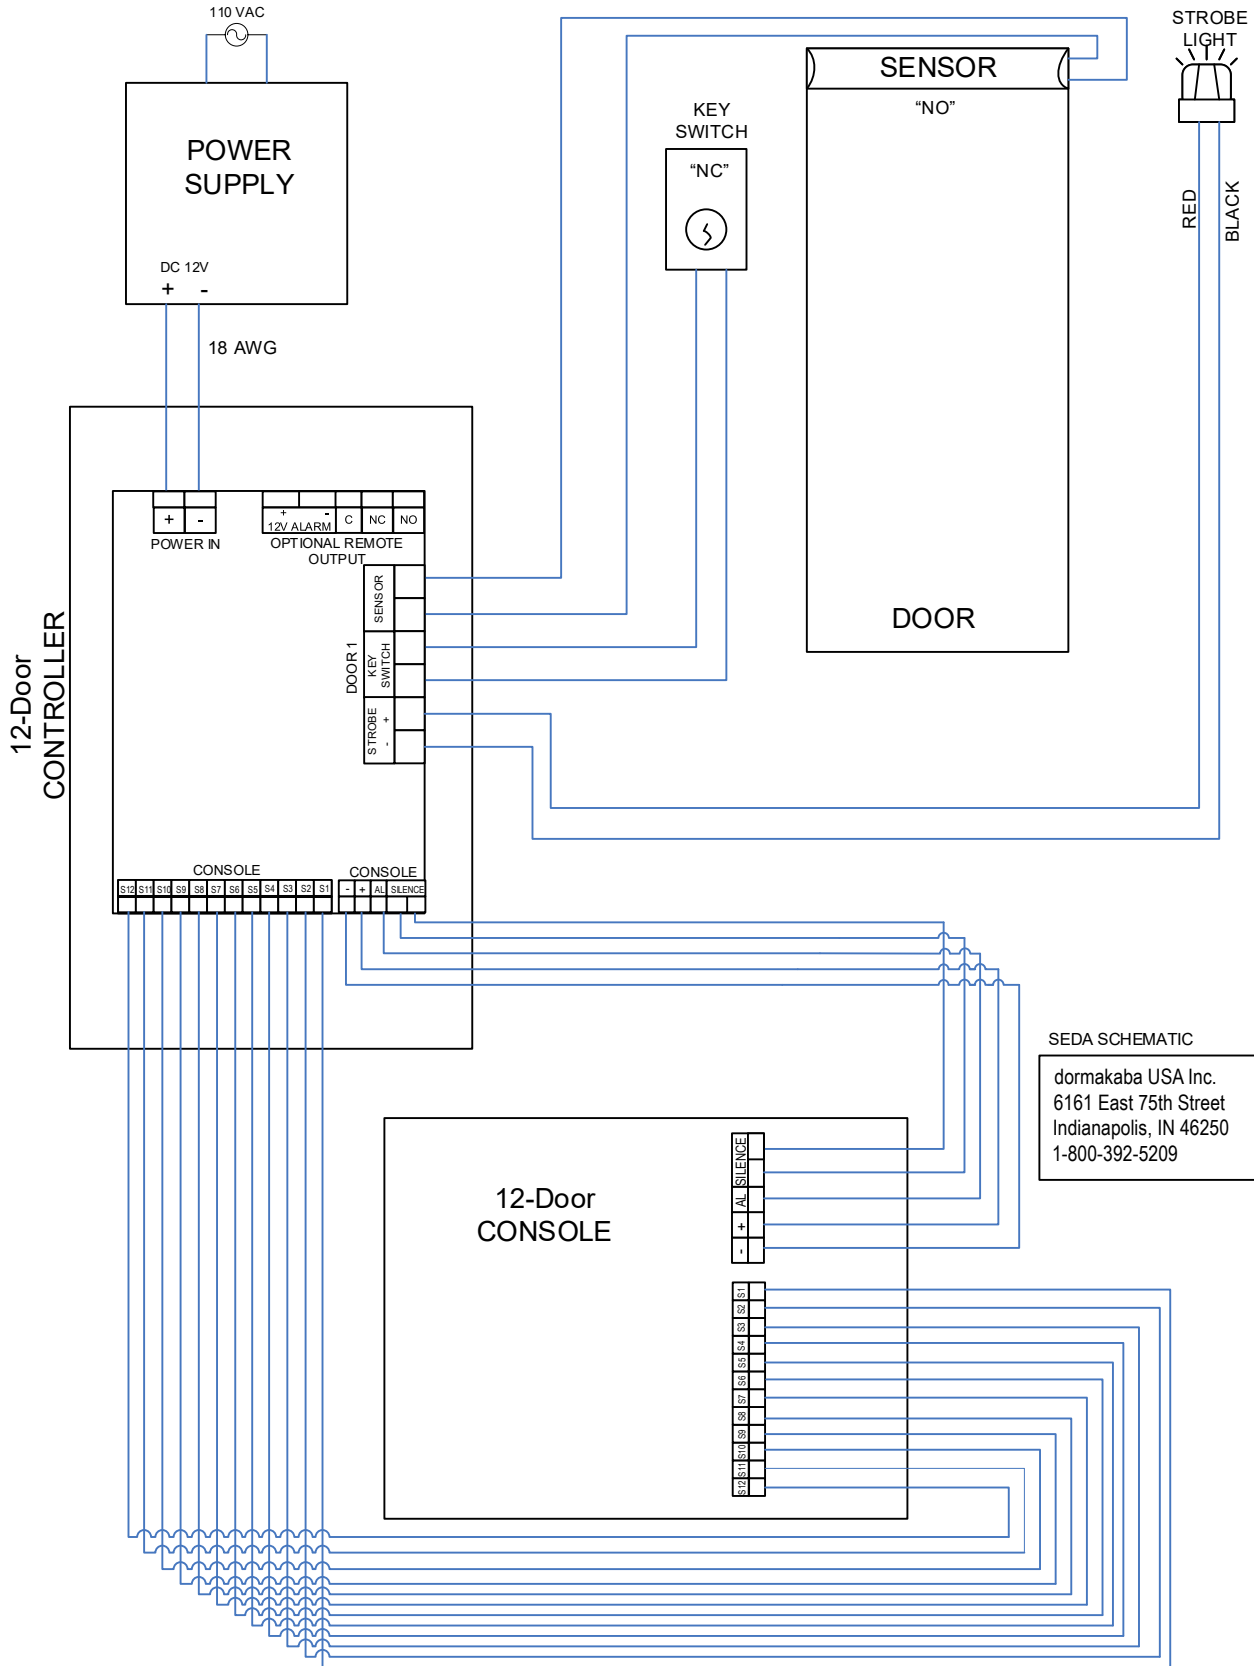 110 VAC
POWER
SUPPLY
DC 12V
+ -
18 AWG
KEY
SWITCH
"NC"
SENSOR
"NO"
DOOR
STROBE
LIGHT
RED
BLACK
12-Door
CONTROLLER
+ -
POWER IN
+ -
12V ALARM
C NC NO
OPTIONAL REMOTE
OUTPUT
DOOR 1
SENSOR
KEY
SWITCH
STROBE
- +
CONSOLE
S12 S11 S10 S9 S8 S7 S6 S5 S4 S3 S2 S1
CONSOLE
- + AL SILENCE
SEDA SCHEMATIC
dormakaba USA Inc.
6161 East 75th Street
Indianapolis, IN 46250
1-800-392-5209
12-Door
CONSOLE
SILENCE
AL
+
-
S1
S2
S3
S4
S5
S6
S7
S8
S9
S10
S11
S12